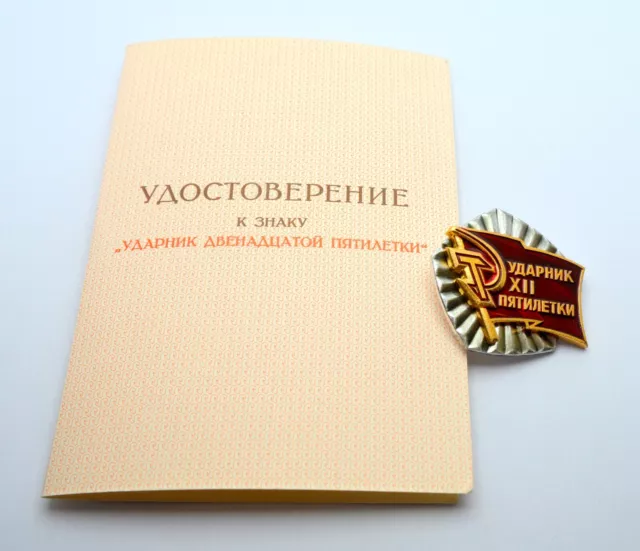 УДОСТОВЕРЕНИЕ
К ЗНАКУ
„УДАРНИК ДВЕНАДЦАТОЙ ПЯТИЛЕТКИ“
УДАРНИК
XII
ПЯТИЛЕТКИ